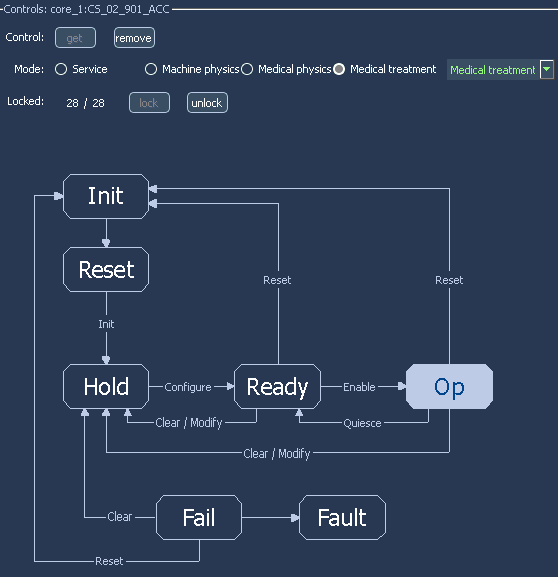 Controls: core_1:CS_02_901_ACC
Control: get remove
Mode: Service Machine physics Medical physics Medical treatment Medical treatment
Locked: 28 / 28 lock unlock
Init
Reset
Reset Reset
Init
Hold Configure Ready Enable Op
Clear / Modify Quiesce
Clear / Modify
Clear Fail Fault
Reset